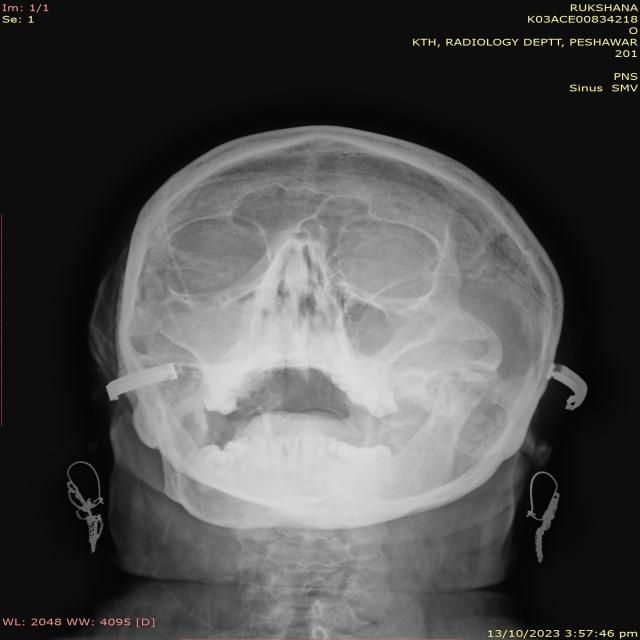 Im: 1/1
Se: 1
RUKSHANA
K03ACE00834218
O
KTH, RADIOLOGY DEPTT, PESHAWAR
201
PNS
Sinus SMV
WL: 2048 WW: 4095 [D]
13/10/2023 3:57:46 pm